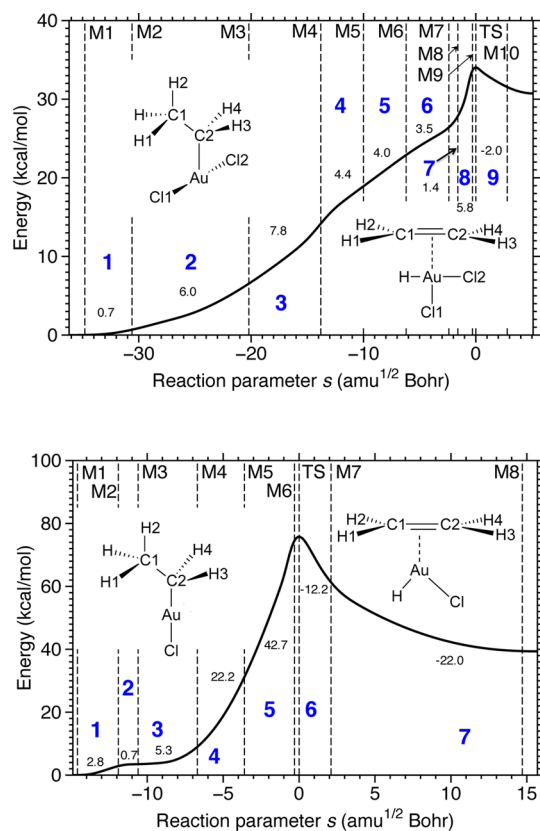 M1 M2 M3 M4 M5 M6 M7 TS
M8 M10
M9
40
30
20
10
0
Energy (kcal/mol)
H2
H C1 H4
H1 C2 H3
Au Cl2
Cl1
4 5 6
3.5
4.0 7 -2.0
4.4 1.4 8 9
5.8
7.8
1 2
6.0 3
0.7
H2 C1 C2 H4
H1 H3
H Au Cl2
Cl1
−30 −20 −10 0
Reaction parameter s (amu1/2 Bohr)
M1 M3 M4 M5 TS M7 M8
M2 M6
100
80
60
40
20
0
Energy (kcal/mol)
H2
H C1 H4
H1 C2 H3
Au
Cl
H2 C1 C2 H4
H1 H3
Au
H Cl
-12.2
42.7
22.2 -22.0
2
1 3 5 6 7
2.8 0.7 5.3 4
−10 −5 0 5 10 15
Reaction parameter s (amu1/2 Bohr)